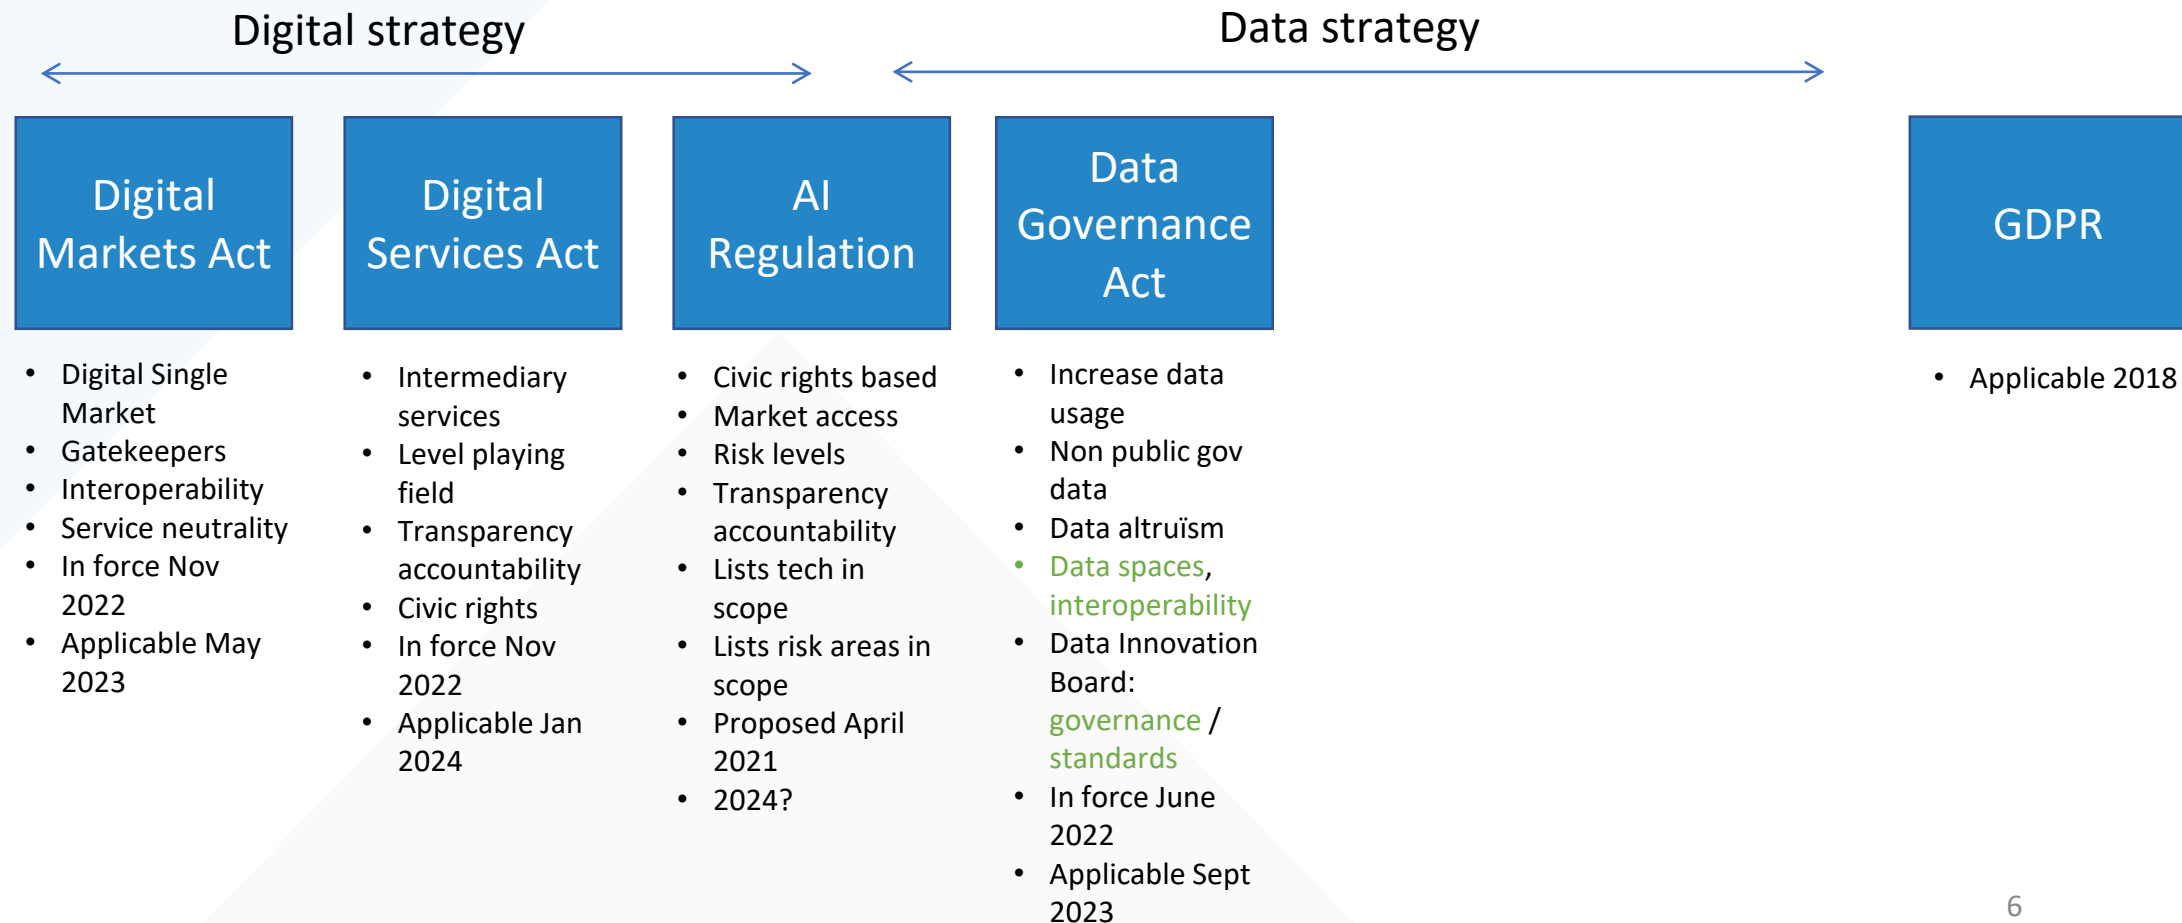 Digital strategy
Data strategy
Digital
Markets Act
• Digital Single
Market
• Gatekeepers
• Interoperability
• Service neutrality
• In force Nov
2022
• Applicable May
2023
Digital
Services Act
• Intermediary
services
• Level playing
field
• Transparency
accountability
• Civic rights
• In force Nov
2022
• Applicable Jan
2024
AI
Regulation
• Civic rights based
• Market access
• Risk levels
• Transparency
accountability
• Lists tech in
scope
• Lists risk areas in
scope
• Proposed April
2021
• 2024?
Data
Governance
Act
• Increase data
usage
• Non public gov
data
• Data altruïsm
• Data spaces,
interoperability
• Data Innovation
Board:
governance /
standards
• In force June
2022
• Applicable Sept
2023
GDPR
• Applicable 2018
6